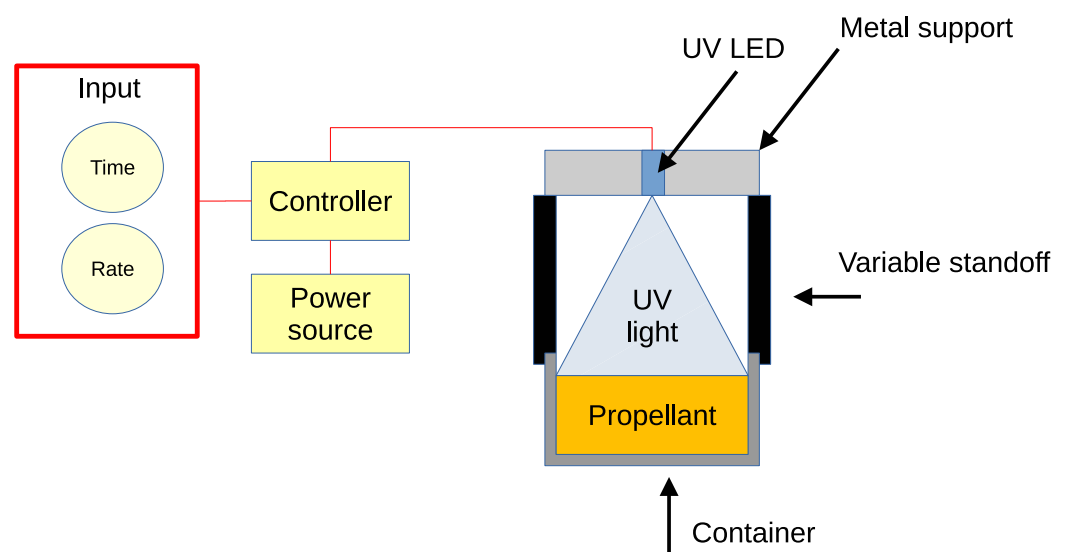 Metal support
UV LED
Input
Time
Rate
Controller
Power
source
Variable standoff
UV
light
Propellant
Container